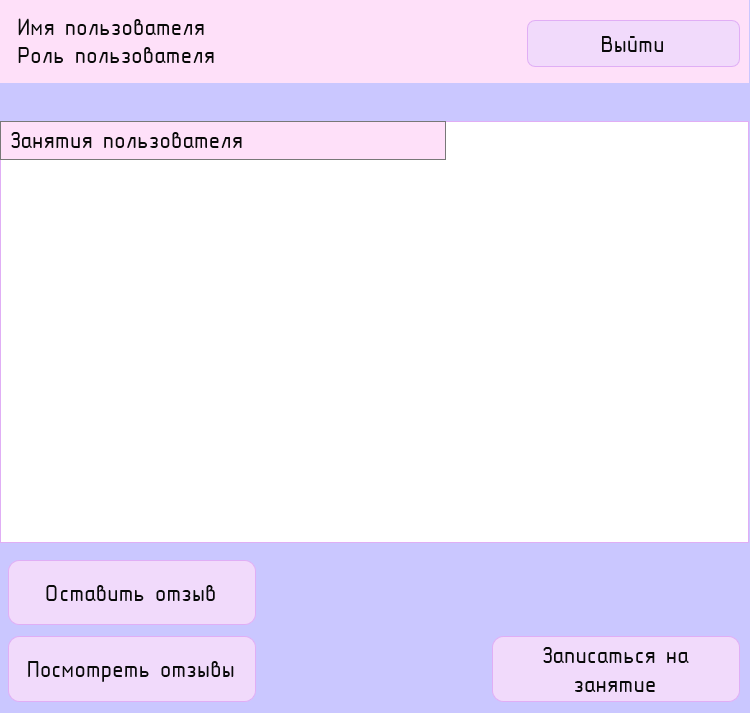 Имя пользователя
Роль пользователя
Выйти
Занятия пользователя
Оставить отзыв
Посмотреть отзывы
Записаться на
занятие